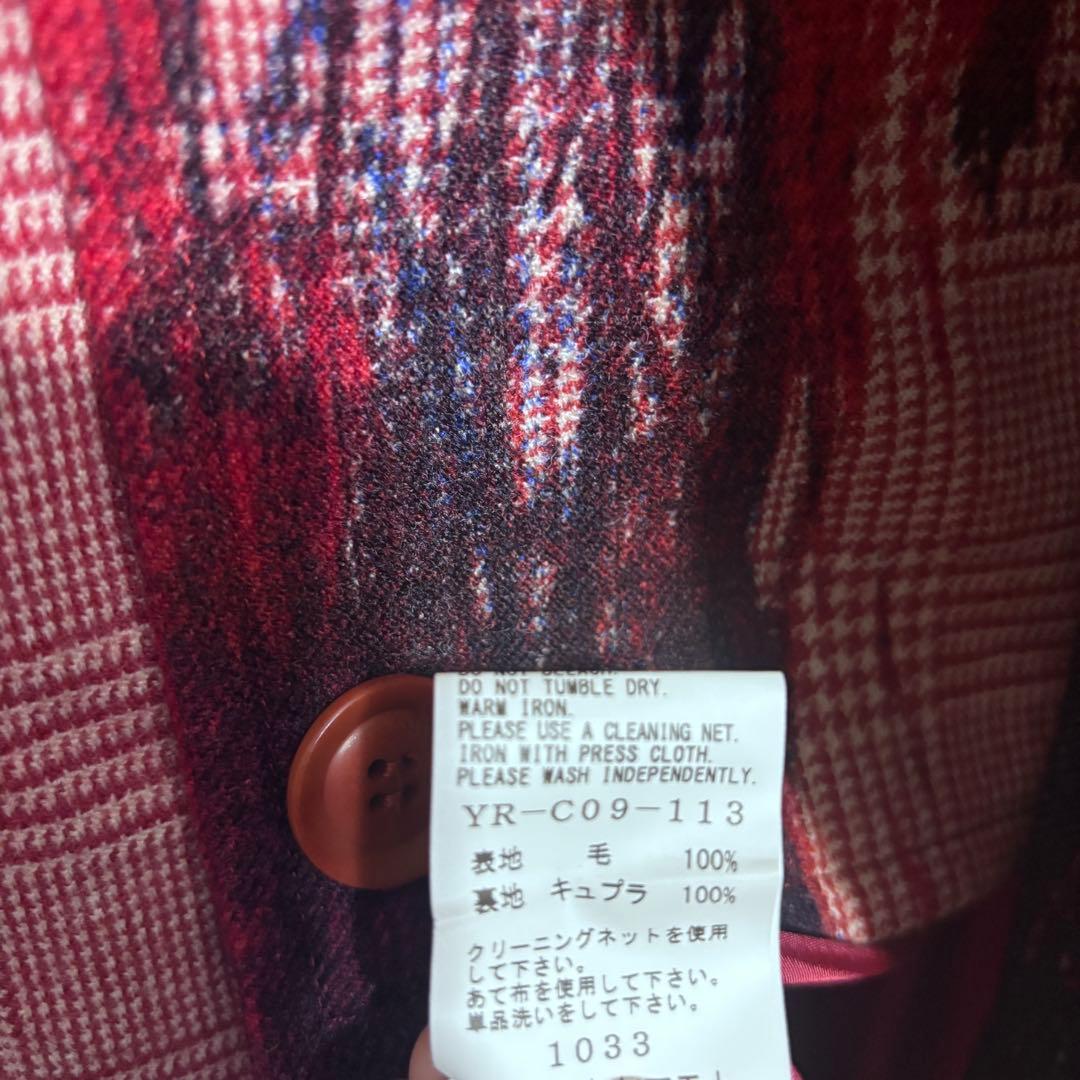 DO NOT BLEACH.
DO NOT TUMBLE DRY.
WARM IRON.
PLEASE USE A CLEANING NET.
IRON WITH PRESS CLOTH.
PLEASE WASH INDEPENDENTLY.
YR-C09-113
表地 毛 100%
裏地 キュプラ 100%
クリーニングネットを使用
して下さい。
あて布を使用して下さい。
単品洗いをして下さい。
1033